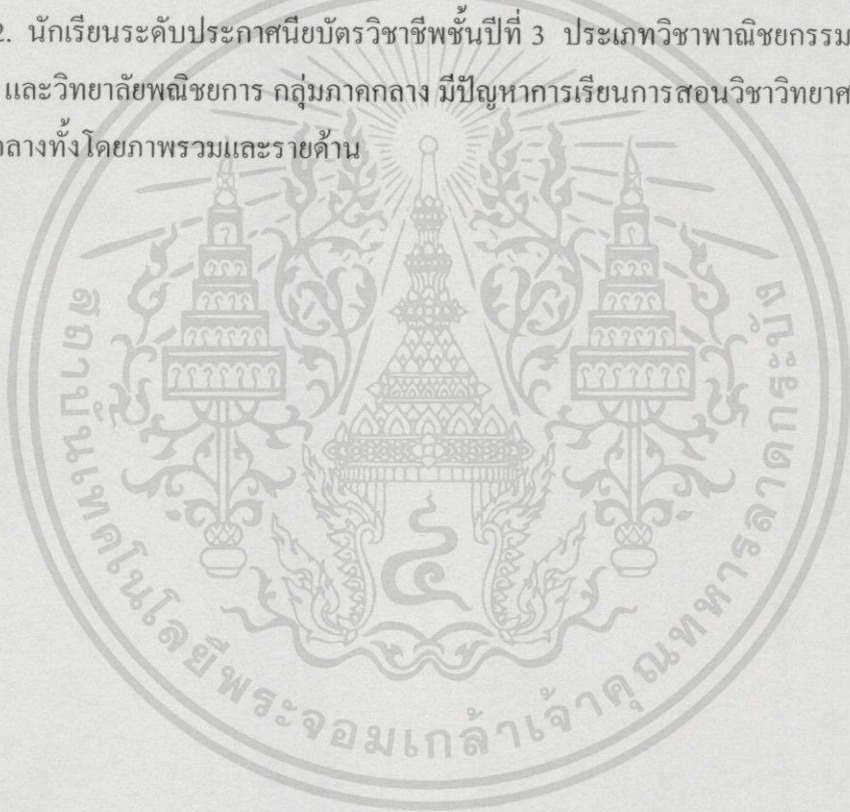 2. นักเรียนระดับประกาศนียบัตรวิชาชีพชั้นปีที่ 3 ประเภทวิชาพาณิชยกรรม
และวิทยาลัยพณิชยการ กลุ่มภาคกลาง มีปัญหาการเรียนการสอนวิชาวิทยาศ
กลางทั้งโดยภาพรวมและรายด้าน
สถาบันเทคโนโลยีพระจอมเกล้าเจ้าคุณทหารลาดกระบัง
๔